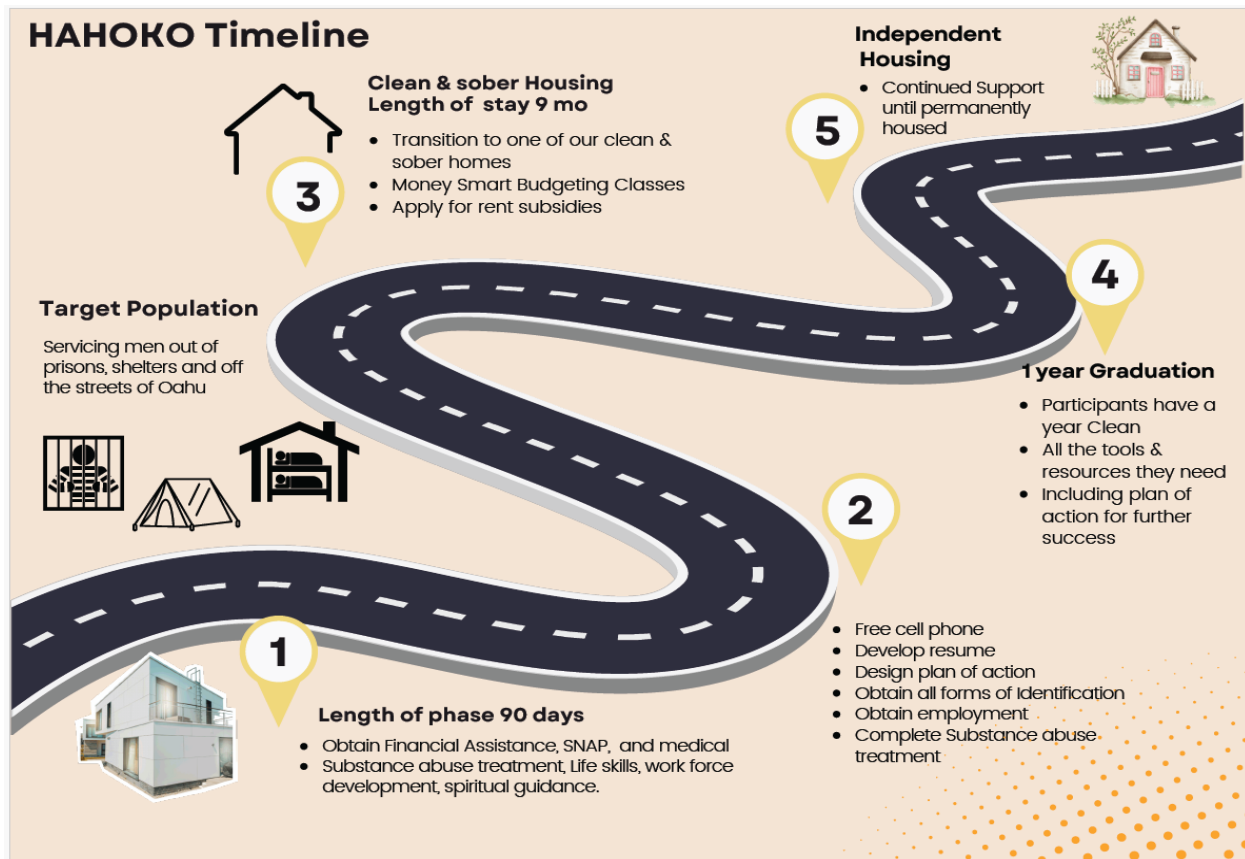 HAHOKO Timeline
Target Population
Servicing men out of
prisons, shelters and off
the streets of Oahu
1
Length of phase 90 days
• Obtain Financial Assistance, SNAP, and medical
• Substance abuse treatment, Life skills, work force
development, spiritual guidance.
2
• Free cell phone
• Develop resume
• Design plan of action
• Obtain all forms of Identification
• Obtain employment
• Complete Substance abuse
treatment
3
Clean & sober Housing
Length of stay 9 mo
• Transition to one of our clean &
sober homes
• Money Smart Budgeting Classes
• Apply for rent subsidies
4
1 year Graduation
• Participants have a
year Clean
• All the tools &
resources they need
• Including plan of
action for further
success
5
Independent
Housing
• Continued Support
until permanently
housed